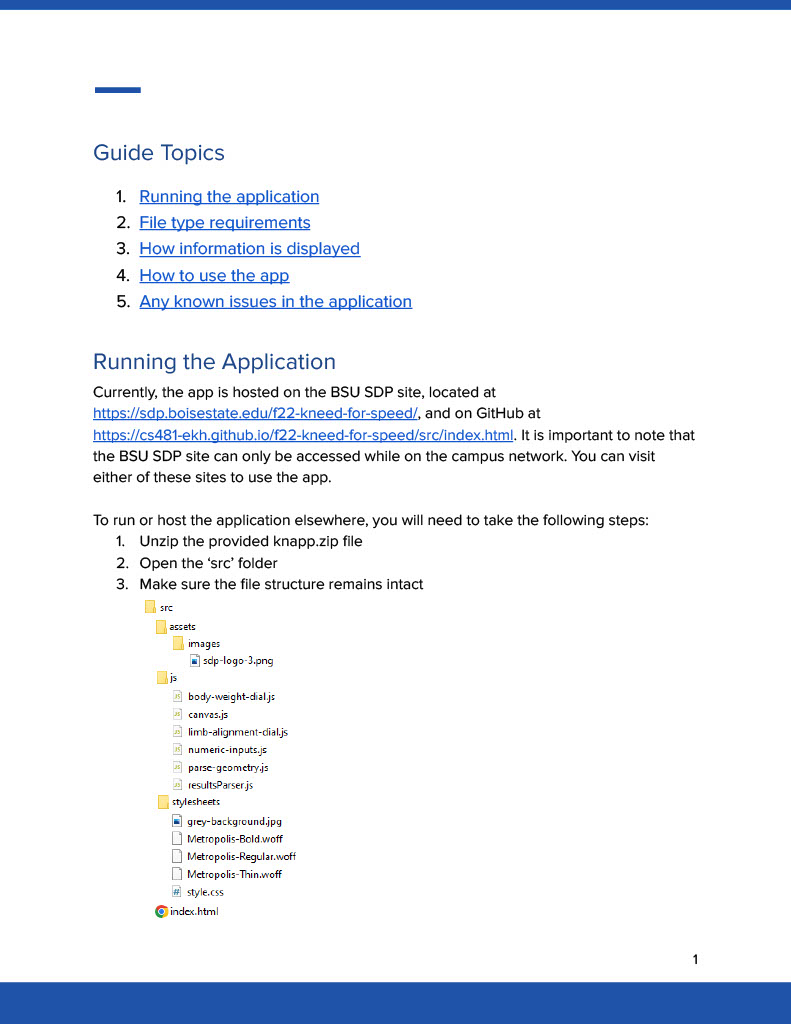 Guide Topics
1. Running the application
2. File type requirements
3. How information is displayed
4. How to use the app
5. Any known issues in the application
Running the Application
Currently, the app is hosted on the BSU SDP site, located at
https://sdp.boisestate.edu/f22-kneed-for-speed/, and on GitHub at
https://cs481-ekh.github.io/f22-kneed-for-speed/src/index.html. It is important to note that
the BSU SDP site can only be accessed while on the campus network. You can visit
either of these sites to use the app.
To run or host the application elsewhere, you will need to take the following steps:
1. Unzip the provided knapp.zip file
2. Open the ‘src’ folder
3. Make sure the file structure remains intact
src
assets
images
sdp-logo-3.png
js
body-weight-dial.js
canvas.js
limb-alignment-dial.js
numeric-inputs.js
parse-geometry.js
resultsParser.js
stylesheets
grey-background.jpg
Metropolis-Bold.woff
Metropolis-Regular.woff
Metropolis-Thin.woff
style.css
index.html
1